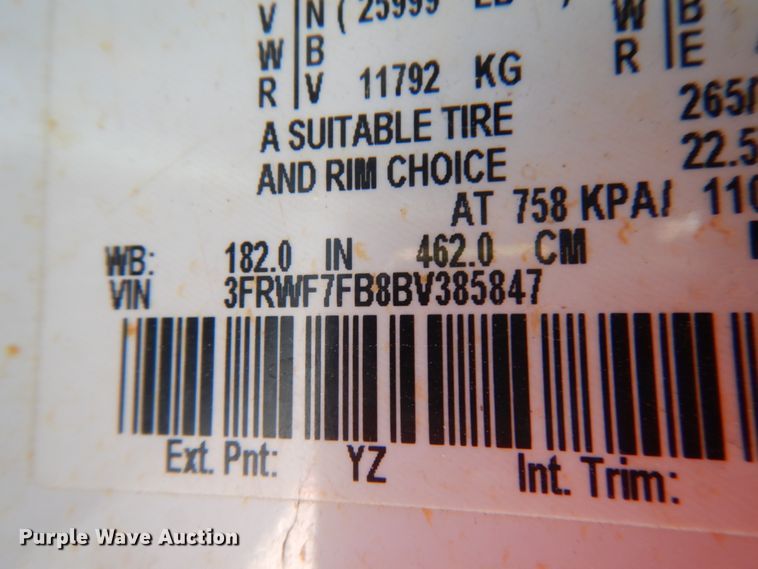 V N ( 25999 LB
W B W B
R V 11792 KG R E
A SUITABLE TIRE 265/
AND RIM CHOICE 22.5
AT 758 KPA/ 110
WB: 182.0 IN 462.0 CM
VIN 3FRWF7FB8BV385847
Ext. Pnt: YZ Int. Trim:
Purple Wave Auction